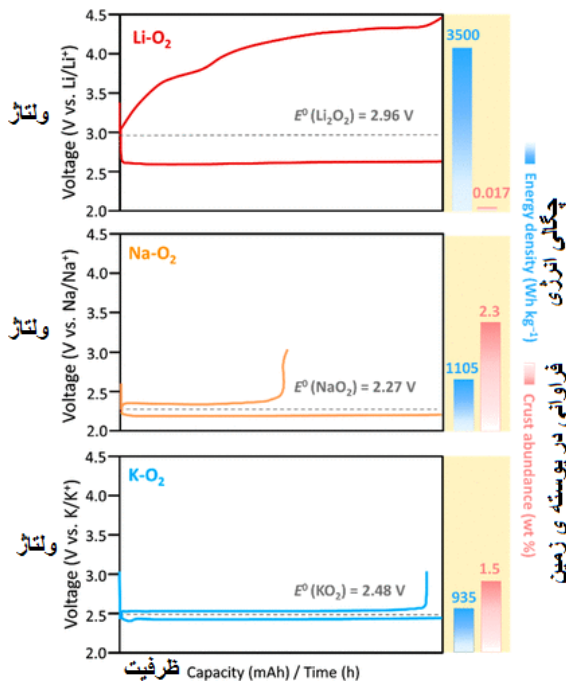 Li-O₂
4.5
4.0
3.5
3.0
2.5
2.0
Voltage (V vs. Li/Li⁺)
ولتاژ
E⁰ (Li₂O₂) = 2.96 V
3500
0.017
Na-O₂
4.5
4.0
3.5
3.0
2.5
2.0
Voltage (V vs. Na/Na⁺)
ولتاژ
E⁰ (NaO₂) = 2.27 V
1105
2.3
K-O₂
4.5
4.0
3.5
3.0
2.5
2.0
Voltage (V vs. K/K⁺)
ولتاژ
E⁰ (KO₂) = 2.48 V
935
1.5
ظرفیت Capacity (mAh) / Time (h)
Energy density (Wh kg⁻¹)
چگالی انرژی
Crust abundance (wt %)
فراوانی در پوسته ی زمین